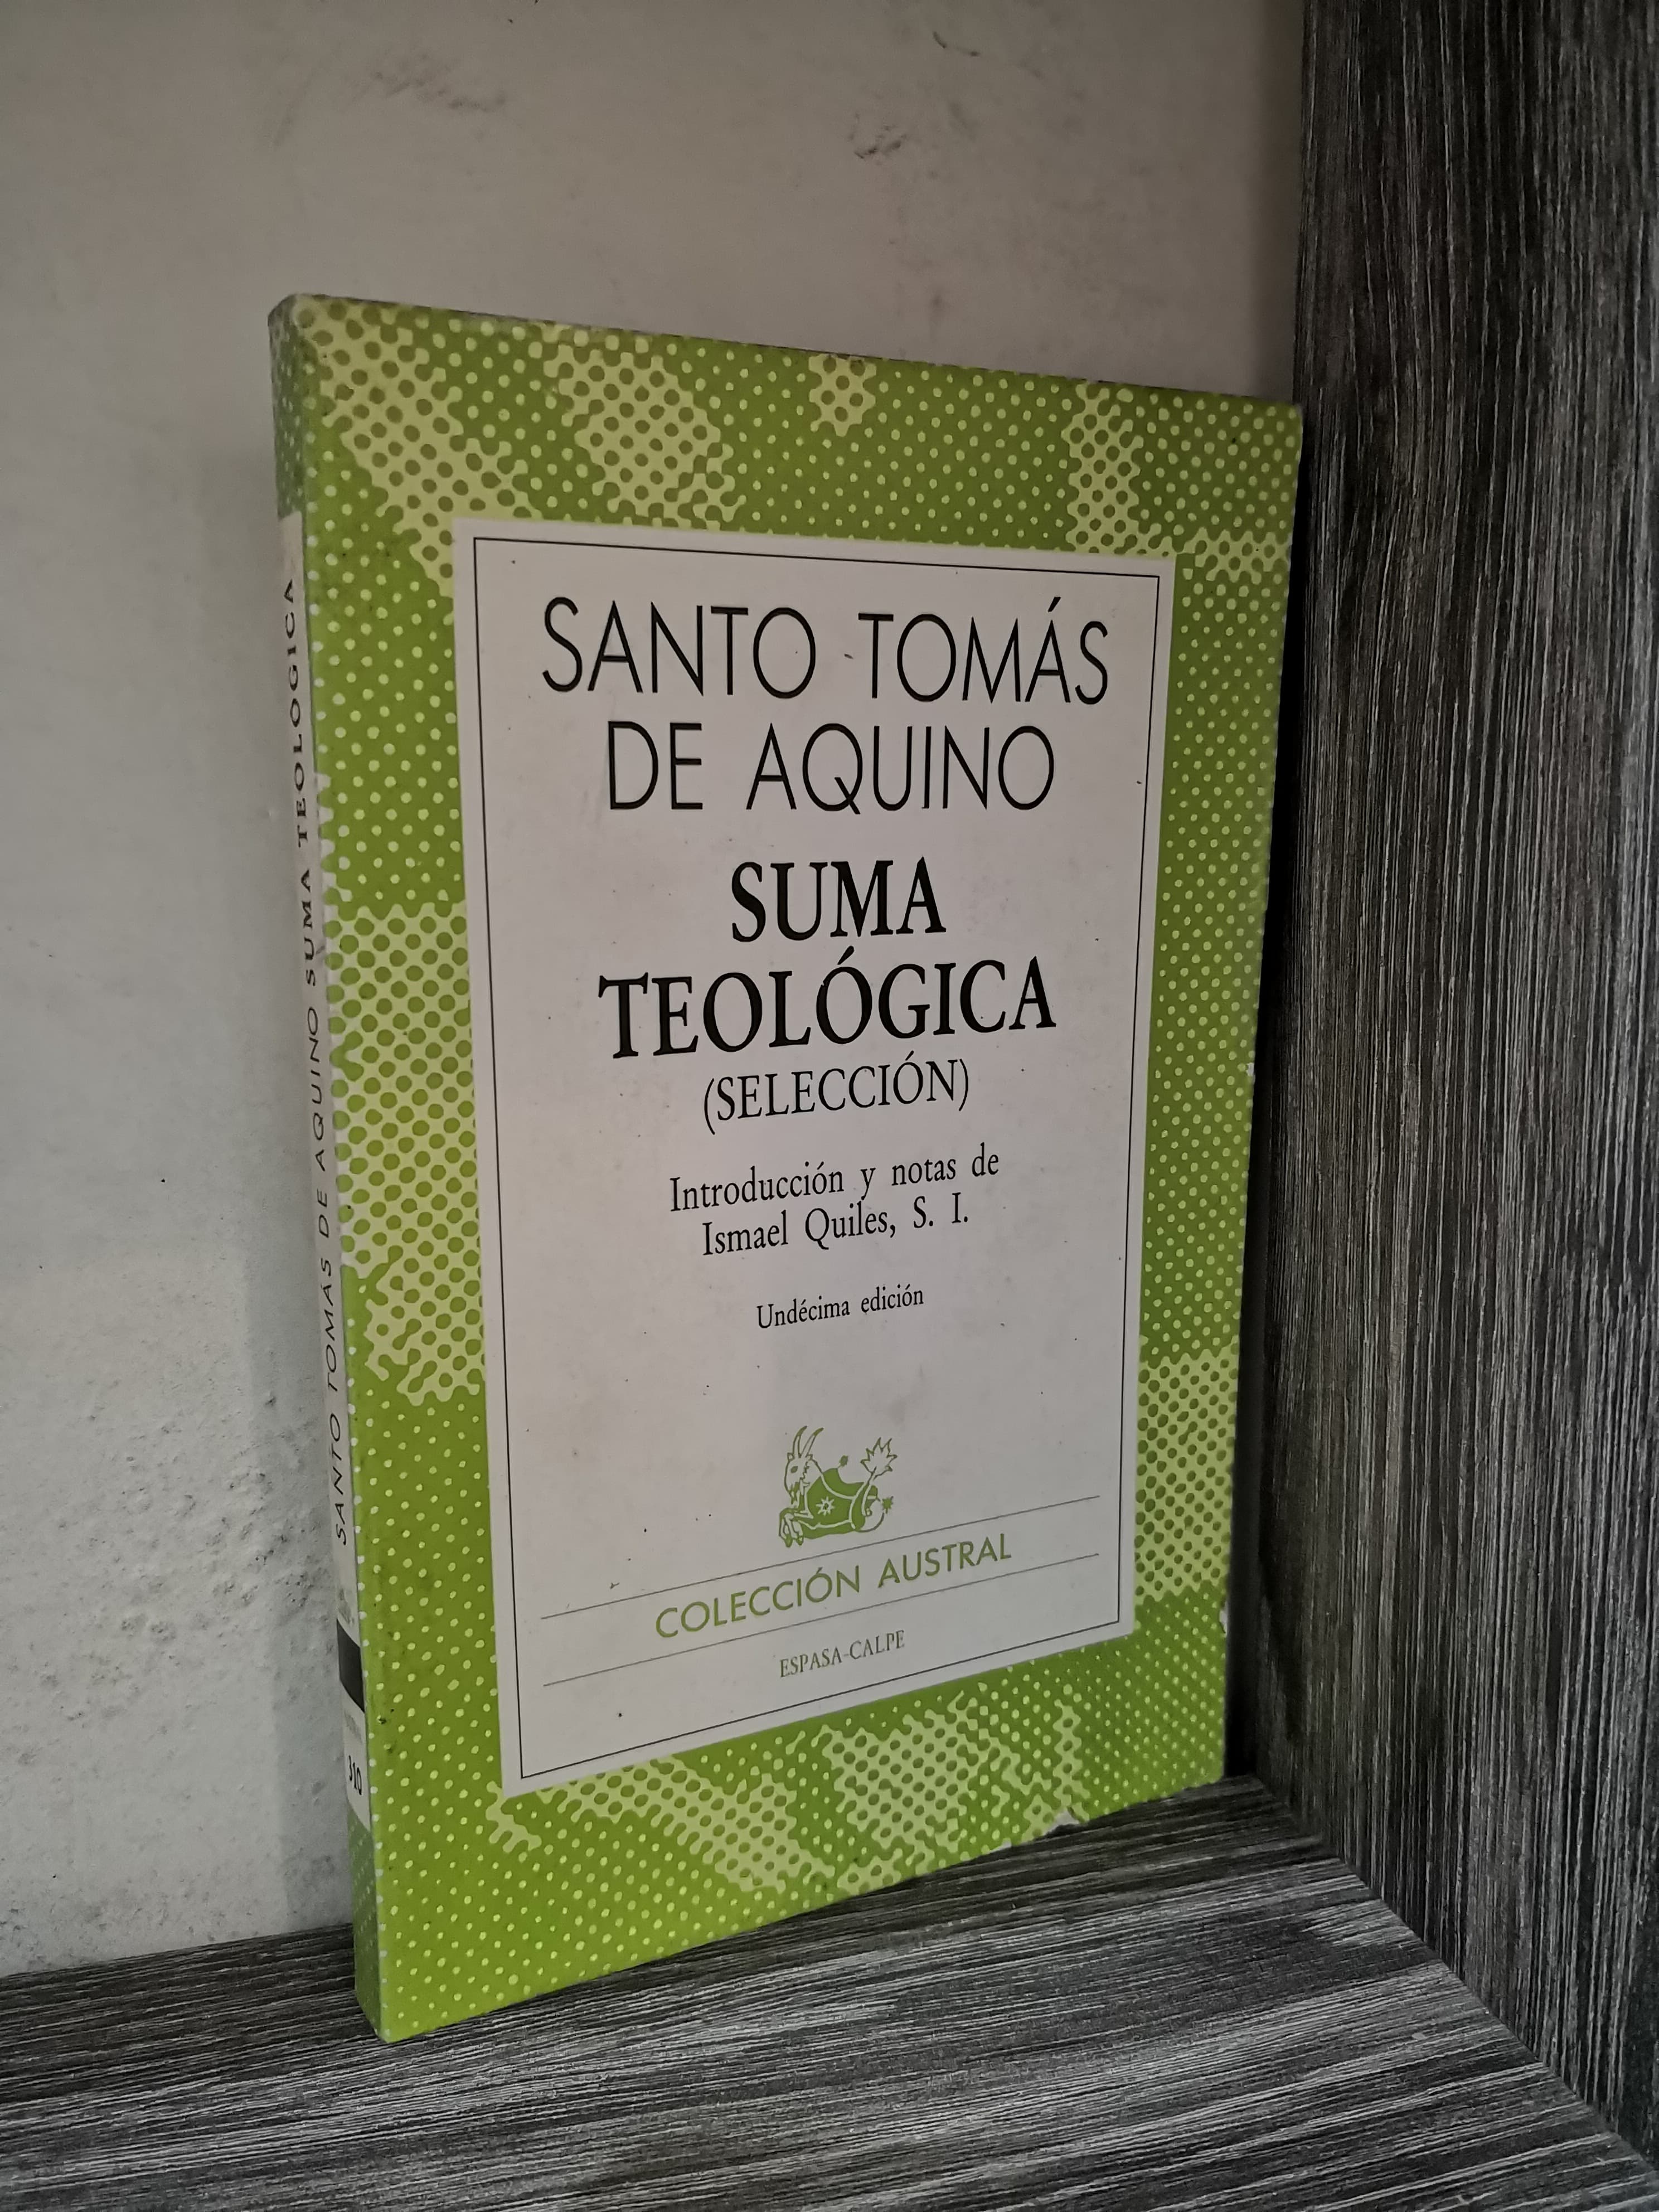 SANTO TOMÁS
DE AQUINO
SUMA
TEOLÓGICA
(SELECCIÓN)
Introducción y notas de
Ismael Quiles, S. I.
Undécima edición
COLECCIÓN AUSTRAL
ESPASA-CALPE
SANTO TOMÁS DE AQUINO SUMA TEOLÓGICA
310